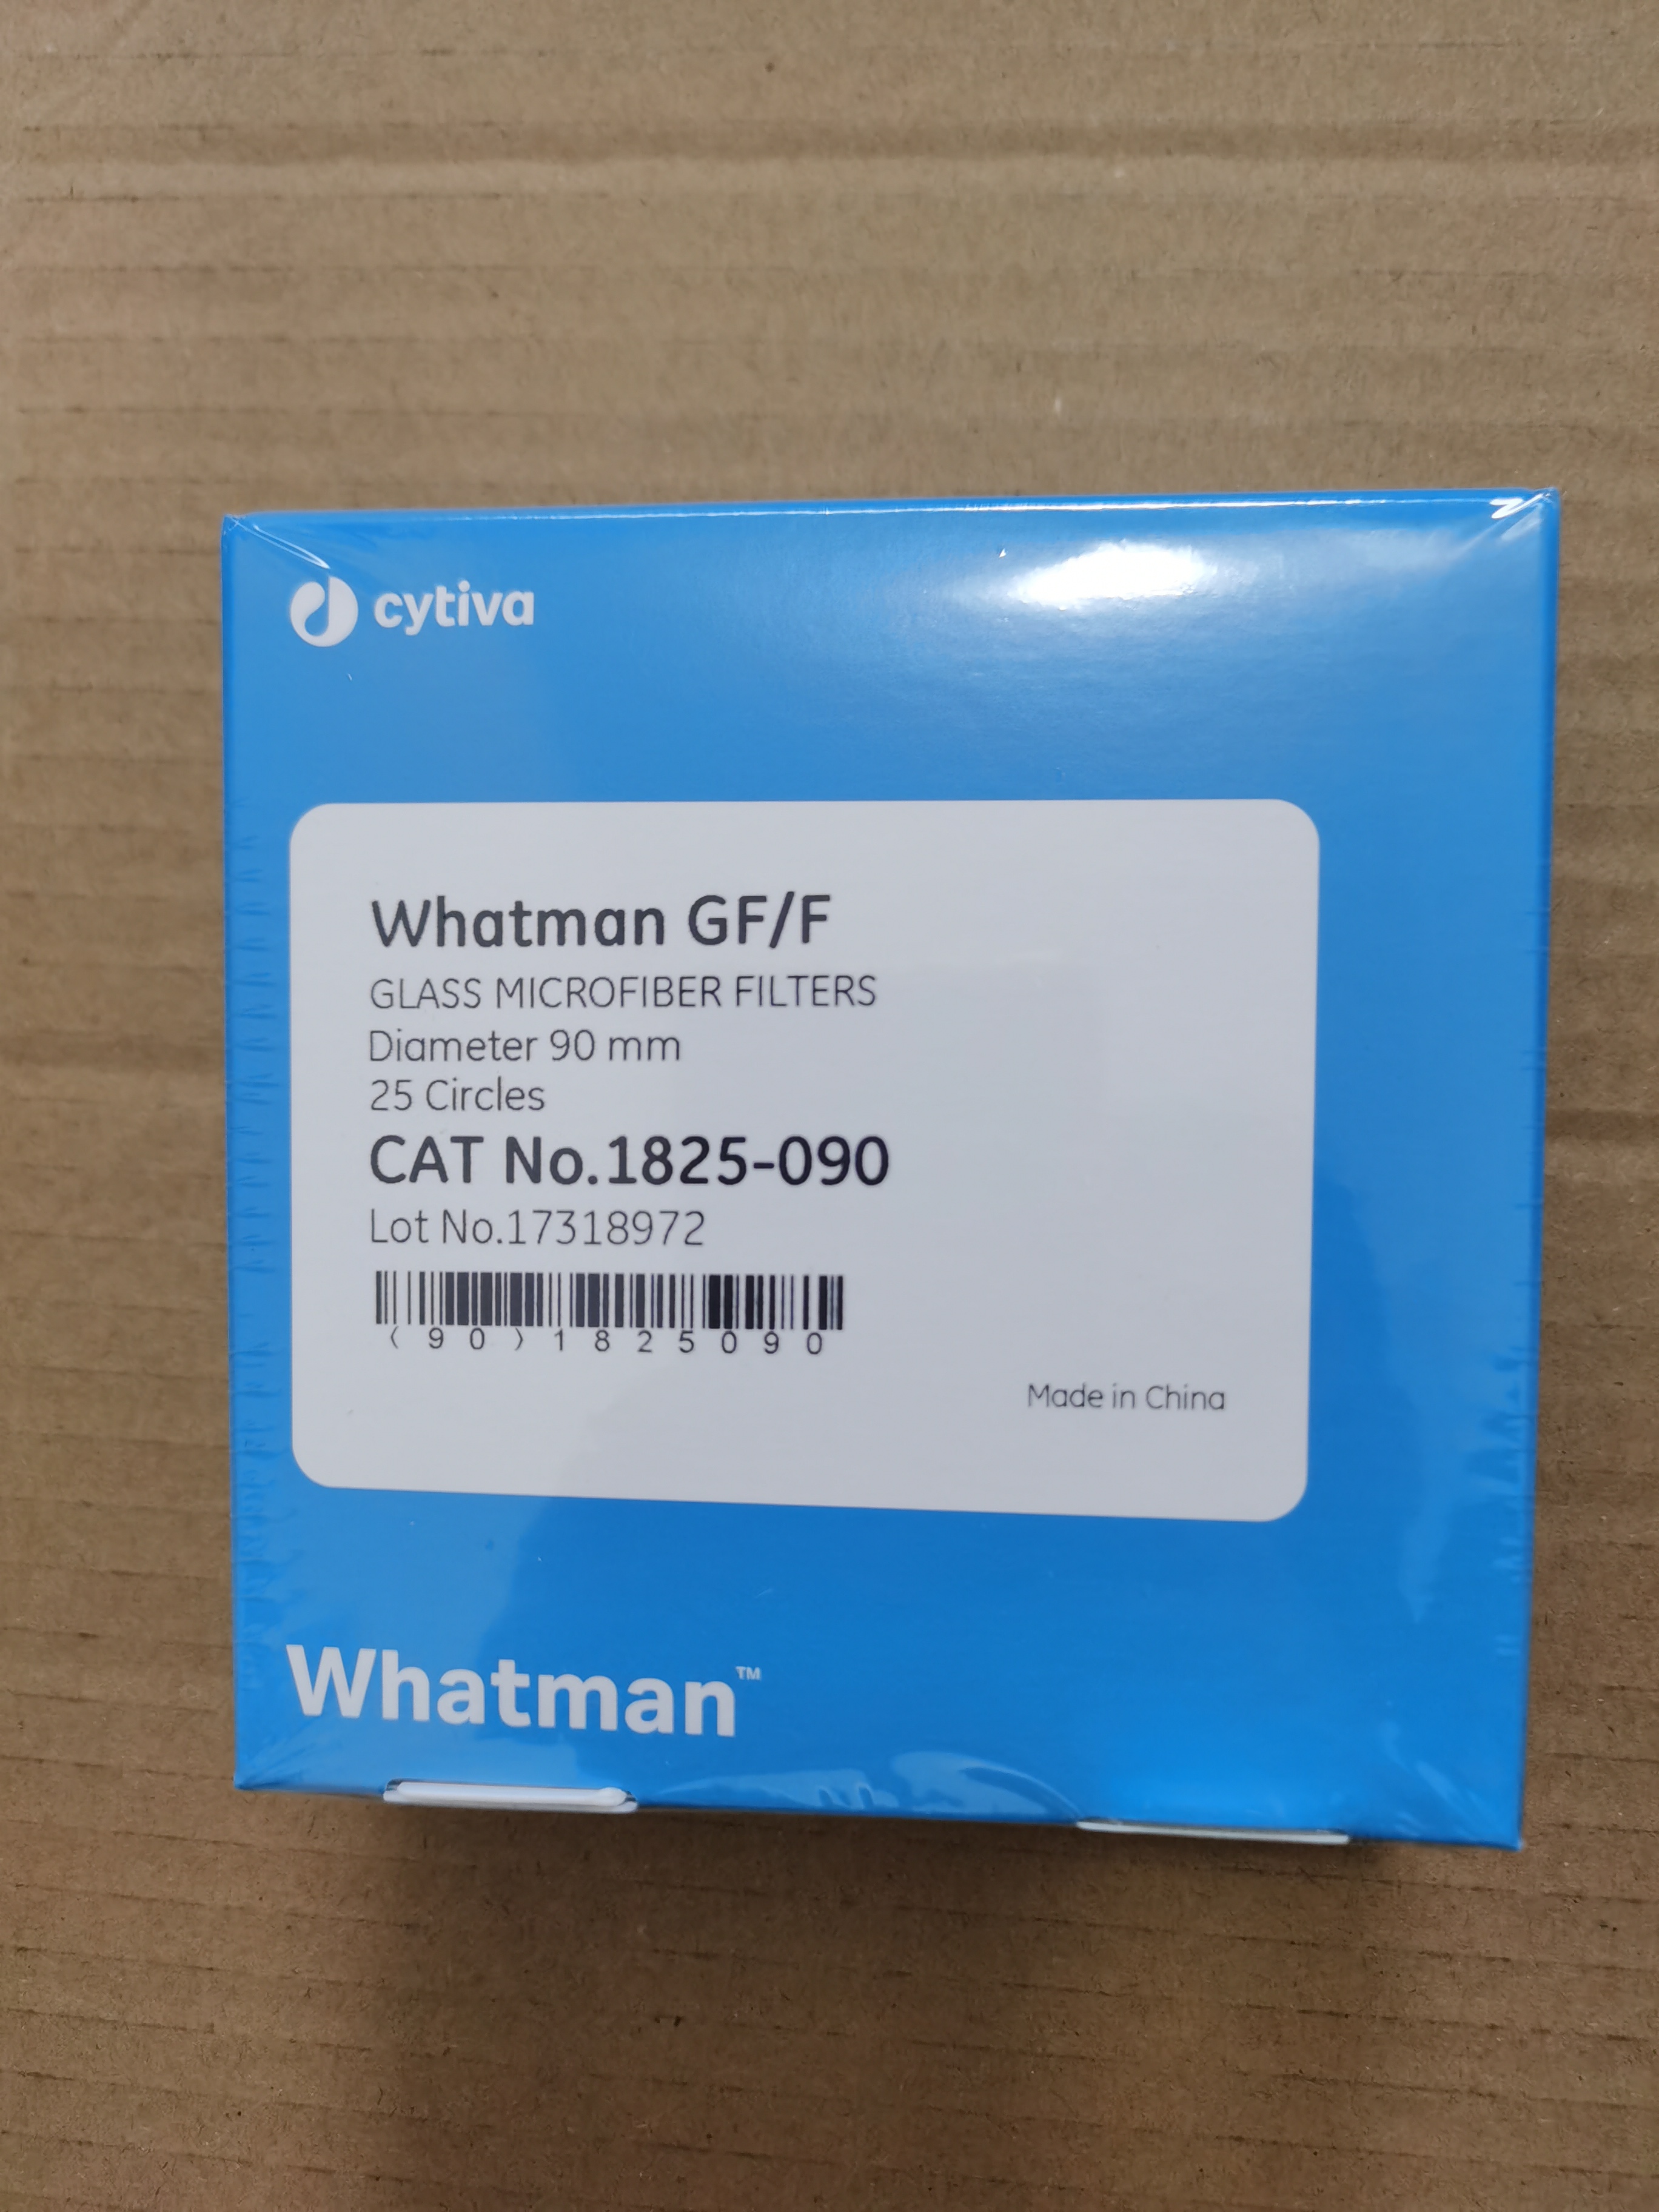 cytiva
Whatman GF/F
GLASS MICROFIBER FILTERS
Diameter 90 mm
25 Circles
CAT No.1825-090
Lot No.17318972
(90)1825090
Made in China
Whatman™